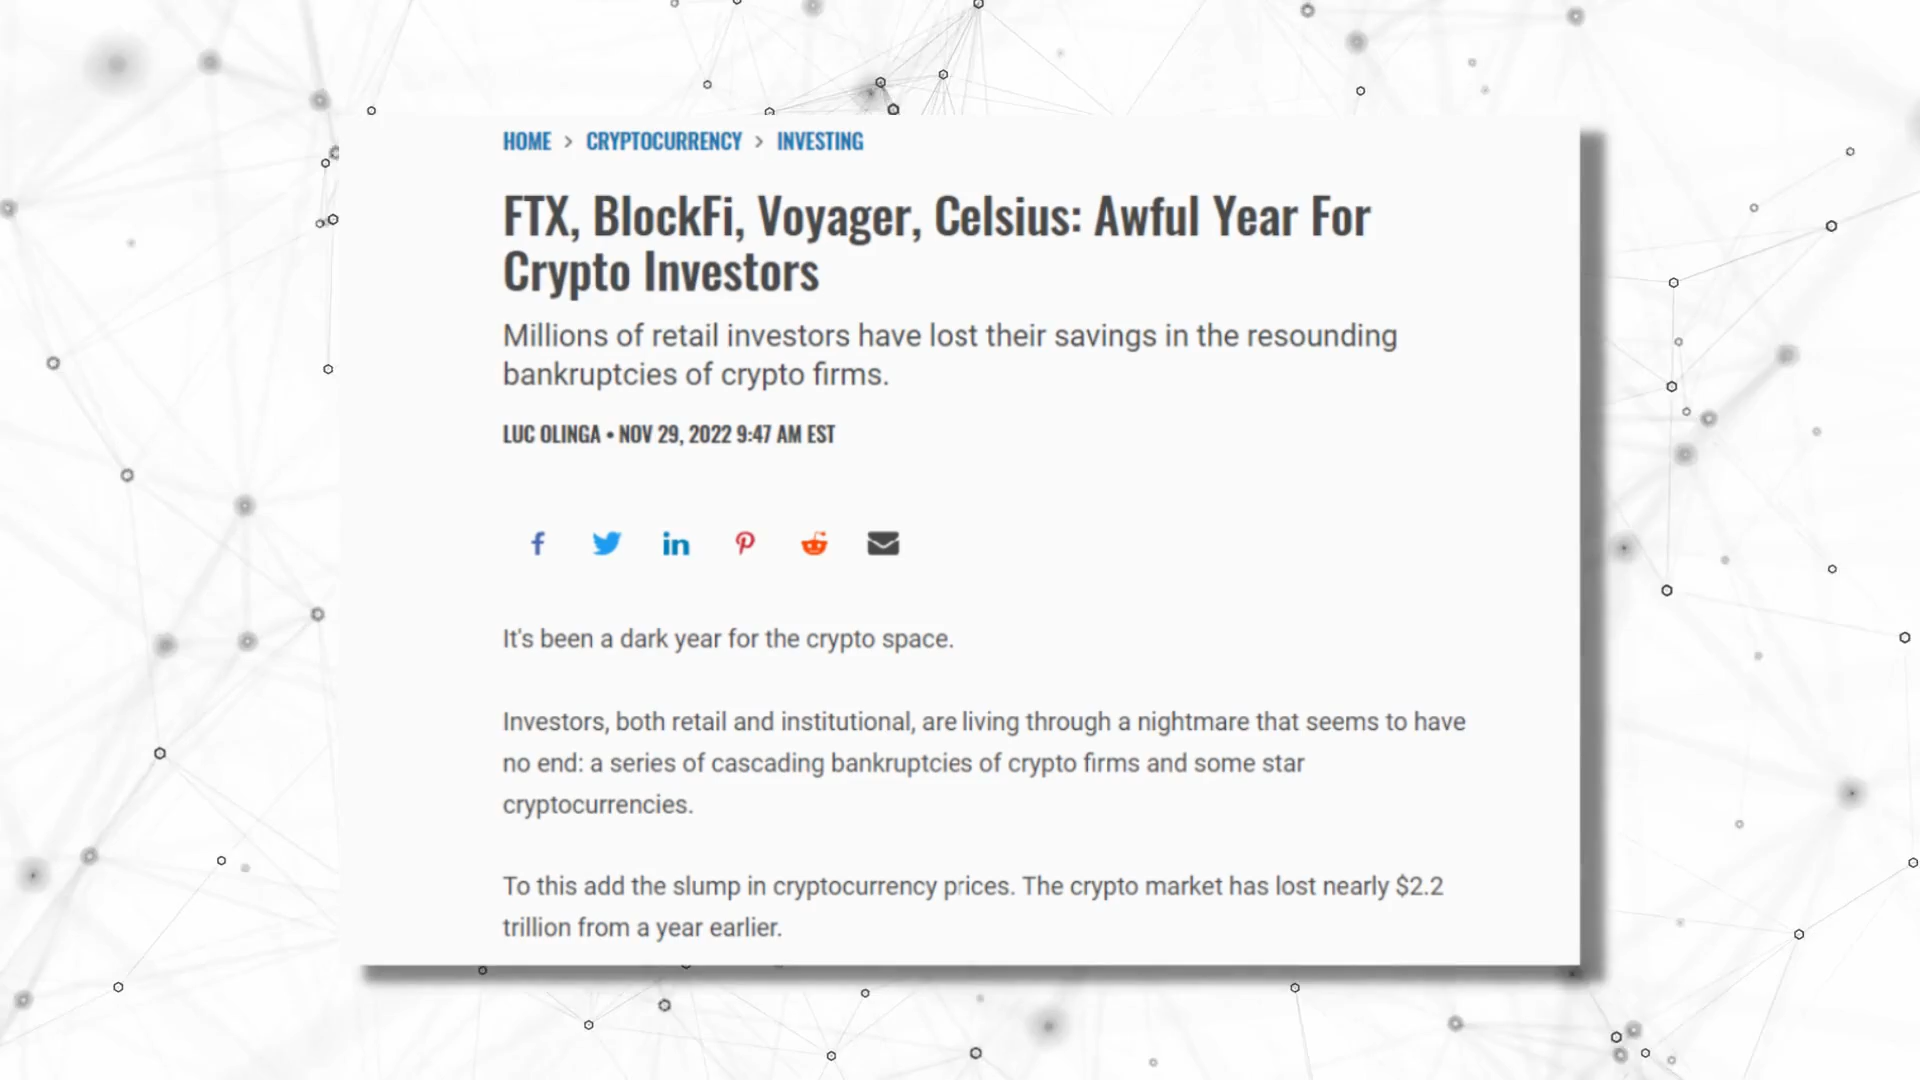 HOME > CRYPTOCURRENCY > INVESTING
FTX, BlockFi, Voyager, Celsius: Awful Year For
Crypto Investors
Millions of retail investors have lost their savings in the resounding
bankruptcies of crypto firms.
LUC OLINGA • NOV 29, 2022 9:47 AM EST
It's been a dark year for the crypto space.
Investors, both retail and institutional, are living through a nightmare that seems to have
no end: a series of cascading bankruptcies of crypto firms and some star
cryptocurrencies.
To this add the slump in cryptocurrency prices. The crypto market has lost nearly $2.2
trillion from a year earlier.